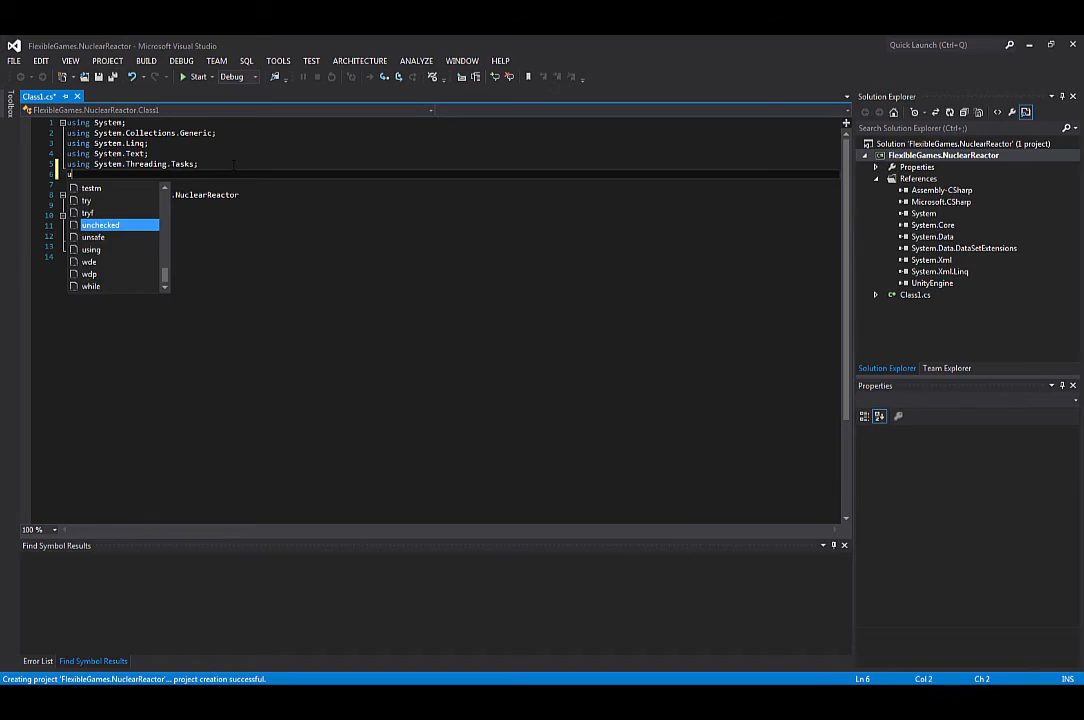 FlexibleGames.NuclearReactor - Microsoft Visual Studio
Quick Launch (Ctrl+Q)
FILE EDIT VIEW PROJECT BUILD DEBUG TEAM SQL TOOLS TEST ARCHITECTURE ANALYZE WINDOW HELP
Start Debug
Toolbox
Class1.cs*
FlexibleGames.NuclearReactor.Class1
1 using System;
2 using System.Collections.Generic;
3 using System.Linq;
4 using System.Text;
5 using System.Threading.Tasks;
6 u
7
8 .NuclearReactor
9
10
11
12
13
14
testm
try
tryf
unchecked
unsafe
using
wde
wdp
while
100 %
Find Symbol Results
Error List Find Symbol Results
Solution Explorer
Search Solution Explorer (Ctrl+;)
Solution 'FlexibleGames.NuclearReactor' (1 project)
FlexibleGames.NuclearReactor
Properties
References
Assembly-CSharp
Microsoft.CSharp
System
System.Core
System.Data
System.Data.DataSetExtensions
System.Xml
System.Xml.Linq
UnityEngine
Class1.cs
Solution Explorer Team Explorer
Properties
Creating project 'FlexibleGames.NuclearReactor'... project creation successful.
Ln 6 Col 2 Ch 2 INS